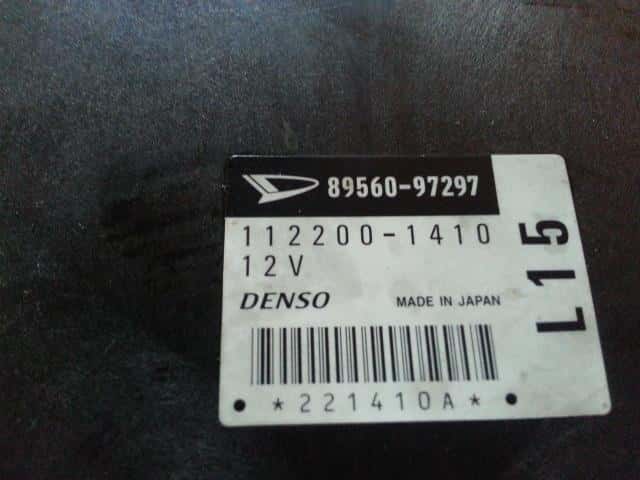 89560-97297
112200-1410
12V
DENSO MADE IN JAPAN
*221410A*
L15